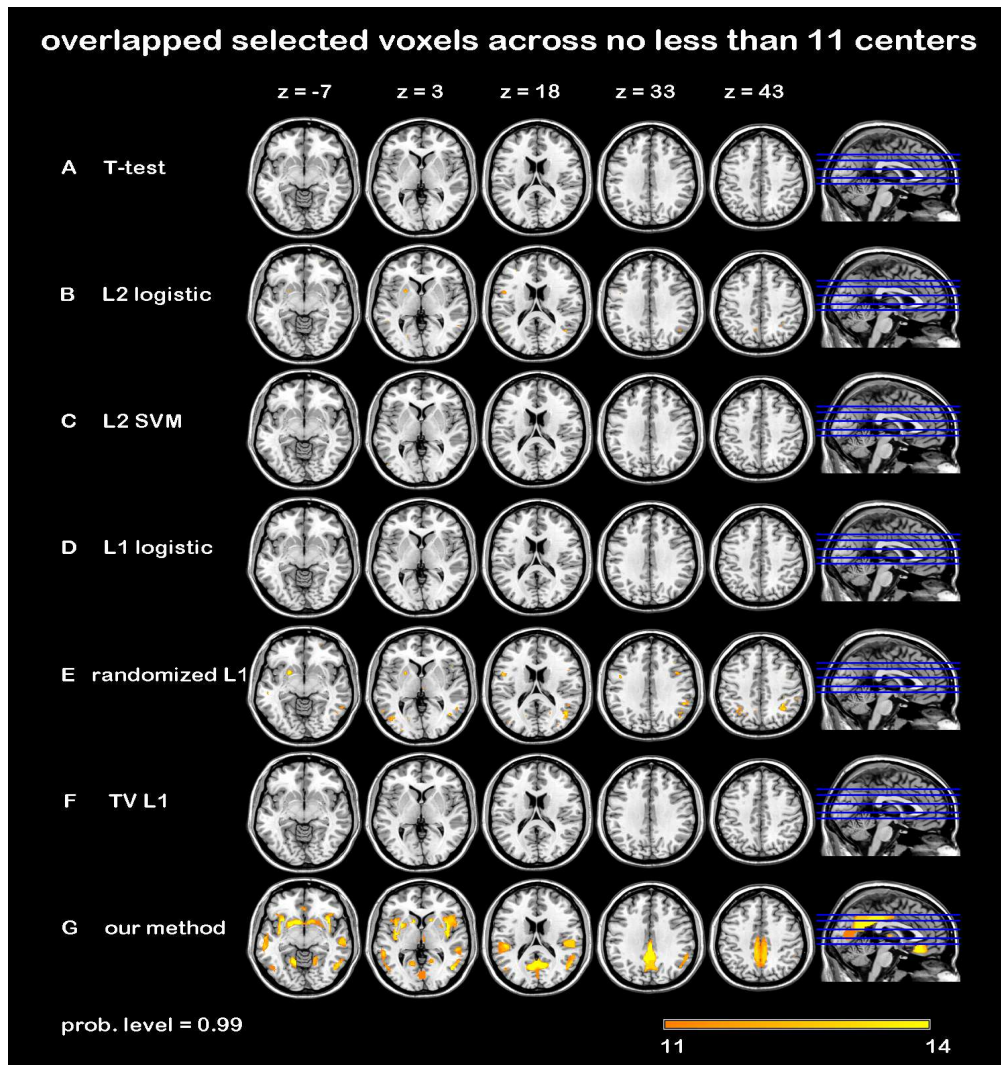 overlapped selected voxels across no less than 11 centers
z = -7 z = 3 z = 18 z = 33 z = 43
A T-test
B L2 logistic
C L2 SVM
D L1 logistic
E randomized L1
F TV L1
G our method
prob. level = 0.99
11 14